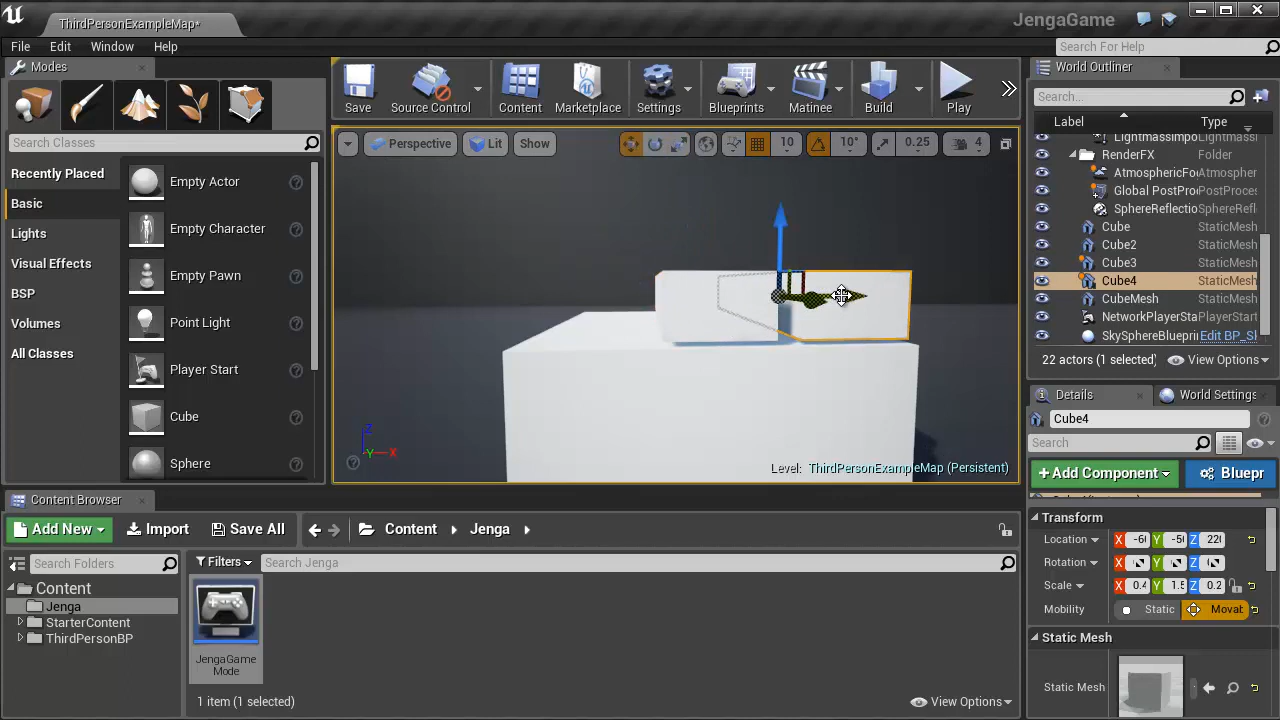 ThirdPersonExampleMap*
JengaGame
File Edit Window Help
Search For Help
Modes
Search Classes
Recently Placed
Basic
Lights
Visual Effects
BSP
Volumes
All Classes
Empty Actor
Empty Character
Empty Pawn
Point Light
Player Start
Cube
Sphere
Save
Source Control
Content
Marketplace
Settings
Blueprints
Matinee
Build
Play
Perspective Lit Show 10 10° 0.25 4
Z
Y X
Level: ThirdPersonExampleMap (Persistent)
World Outliner
Search...
Label Type
LightmassImpo
RenderFX Folder
AtmosphericFo Atmospher
Global PostPro PostProces
SphereReflectio SphereRefl
Cube StaticMesh
Cube2 StaticMesh
Cube3 StaticMesh
Cube4 StaticMesh
CubeMesh StaticMesh
NetworkPlayerSta PlayerStart
SkySphereBlueprin Edit BP_Sk
22 actors (1 selected) View Options
Details World Settings
Cube4
Search
+Add Component Bluepr
Transform
Location X Y Z
Rotation X Y Z
Scale X 0.4 Y 1.5 Z 0.2
Mobility Static Movat
Static Mesh
Static Mesh
Content Browser
Add New Import Save All Content Jenga
Search Folders
Content
Jenga
StarterContent
ThirdPersonBP
Filters Search Jenga
JengaGame
Mode
1 item (1 selected) View Options